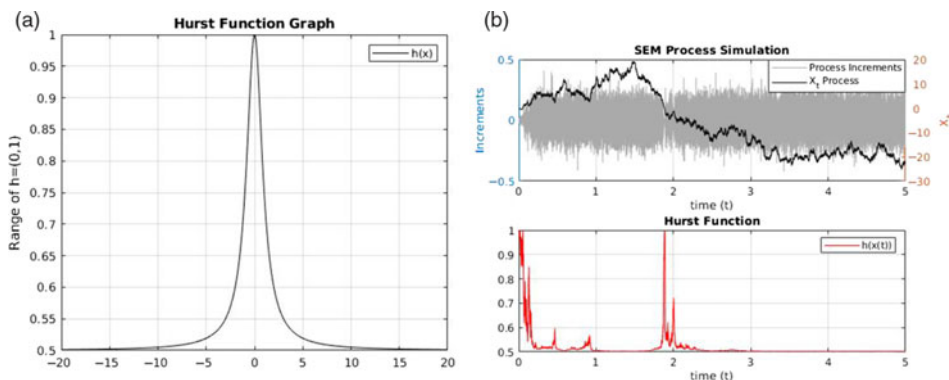 (a)
Hurst Function Graph
h(x)
Range of h=(0,1)
1
0.95
0.9
0.85
0.8
0.75
0.7
0.65
0.6
0.55
0.5
−20 −15 −10 −5 0 5 10 15 20
(b)
SEM Process Simulation
Process Increments
X_t Process
Increments
0.5
0
−0.5
20
10
0
−10
−20
−30
X_t
0 1 2 3 4 5
time (t)
Hurst Function
h(x(t))
1
0.9
0.8
0.7
0.6
0.5
0 1 2 3 4 5
time (t)